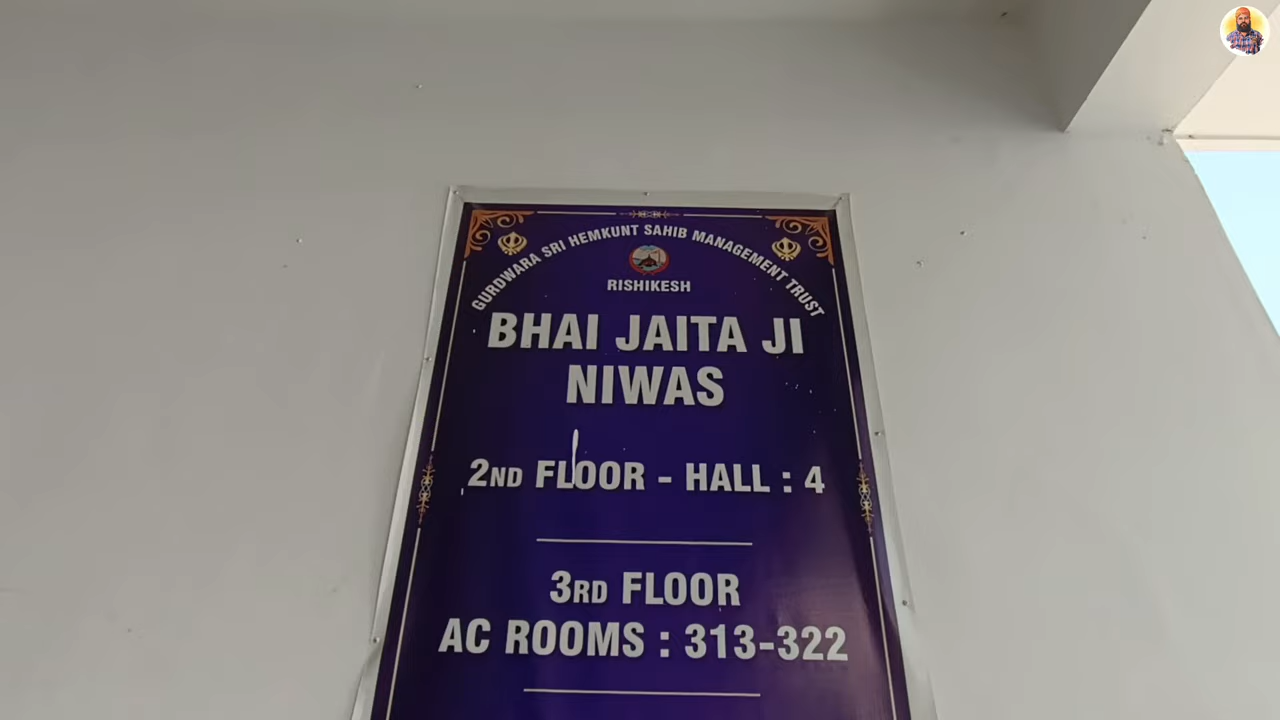 GURDWARA SRI HEMKUNT SAHIB MANAGEMENT TRUST
RISHIKESH
BHAI JAITA JI
NIWAS
2ND FLOOR - HALL : 4
3RD FLOOR
AC ROOMS : 313-322